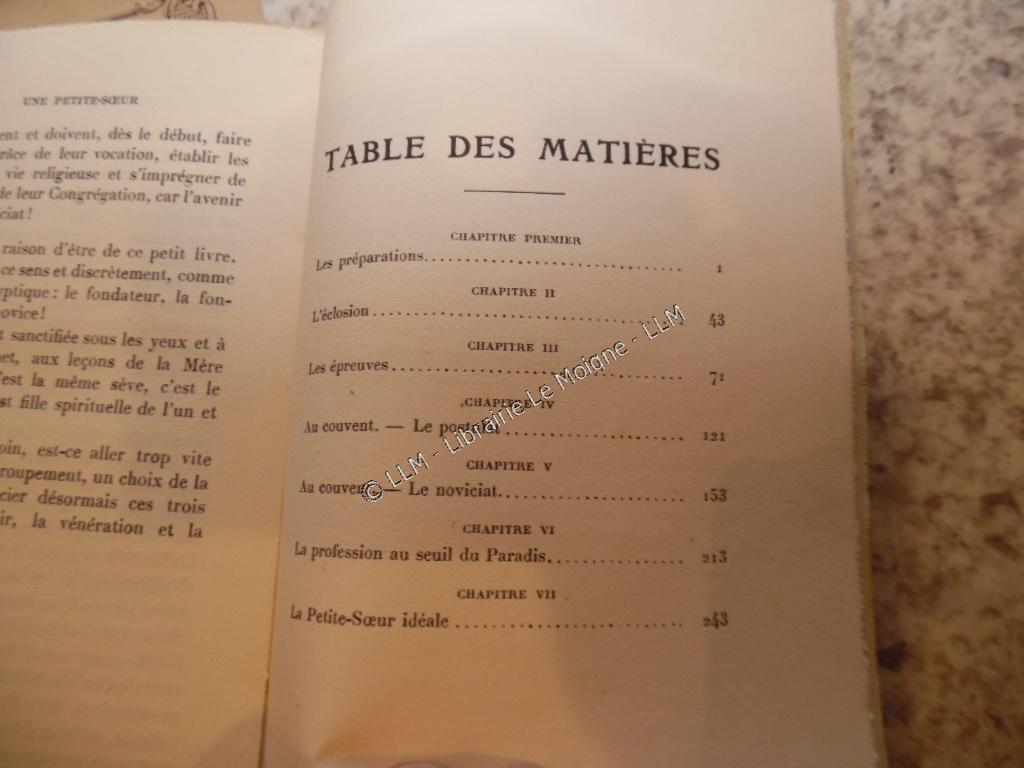 UNE PETITE-SŒUR
ent et doivent, dès le début, faire
râce de leur vocation, établir les
vie religieuse et s'imprégner de
de leur Congrégation, car l'avenir
ciat!
raison d'être de ce petit livre.
ce sens et discrètement, comme
yptique: le fondateur, la fon-
novice!
t sanctifiée sous les yeux et à
net, aux leçons de la Mère
'est la même sève, c'est le
st fille spirituelle de l'un et
oin, est-ce aller trop vite
roupement, un choix de la
cier désormais ces trois
ir, la vénération et la
TABLE DES MATIÈRES
CHAPITRE PREMIER
Les préparations 1
CHAPITRE II
L'éclosion 43
CHAPITRE III
Les épreuves 71
CHAPITRE IV
Au couvent. — Le postulat 121
CHAPITRE V
Au couvent. — Le noviciat 153
CHAPITRE VI
La profession au seuil du Paradis 213
CHAPITRE VII
La Petite-Sœur idéale 243
© LLM - Librairie Le Moigne - LLM